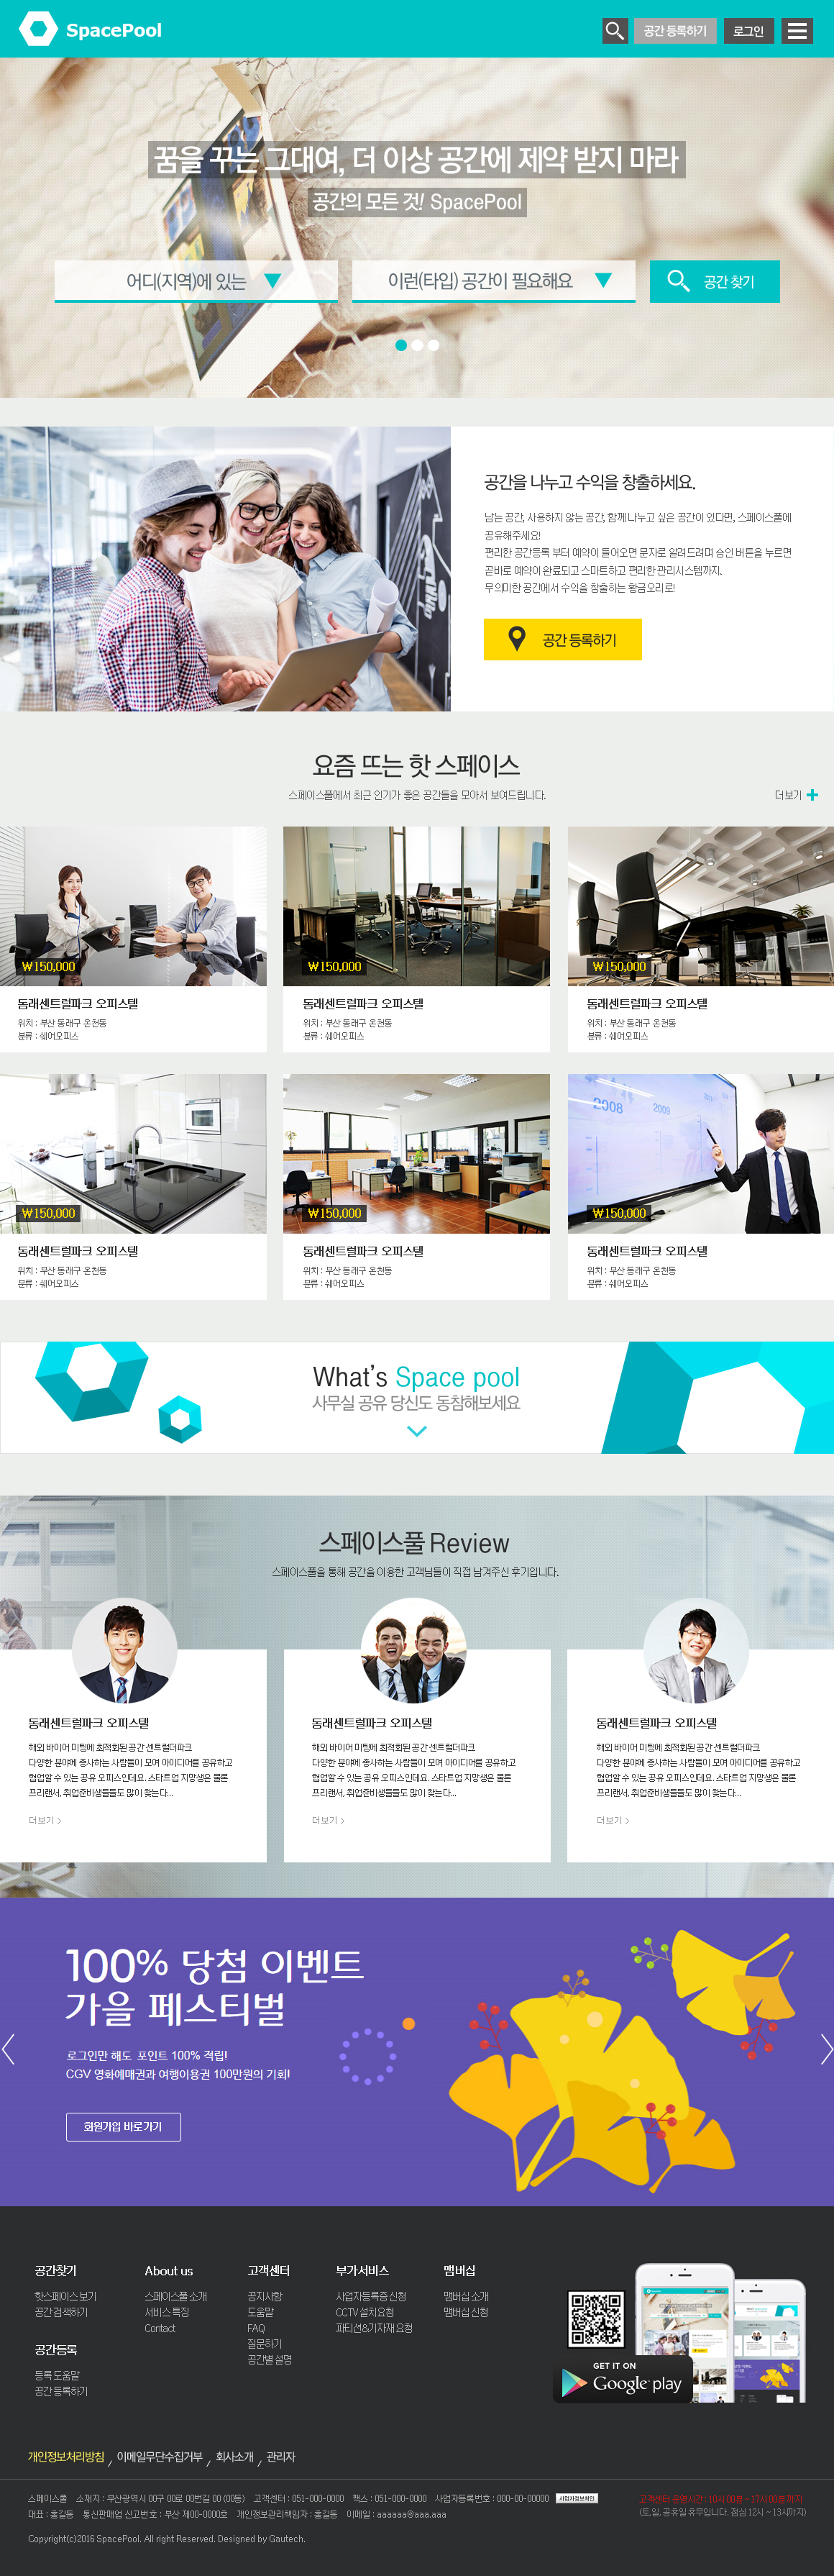 SpacePool
공간 등록하기
로그인
꿈을 꾸는 그대여, 더 이상 공간에 제약 받지 마라
공간의 모든 것! SpacePool
어디(지역)에 있는
이런(타입) 공간이 필요해요
공간 찾기
공간을 나누고 수익을 창출하세요.
남는 공간, 사용하지 않는 공간, 함께 나누고 싶은 공간이 있다면, 스페이스풀에
공유해주세요!
편리한 공간등록 부터 예약이 들어오면 문자로 알려드려며 승인 버튼을 누르면
곧바로 예약이 완료되고 스마트하고 편리한 관리시스템까지.
무의미한 공간에서 수익을 창출하는 황금오리로!
공간 등록하기
요즘 뜨는 핫 스페이스
스페이스풀에서 최근 인기가 좋은 공간들을 모아서 보여드립니다.
더보기
₩150,000
₩150,000
₩150,000
동래센트럴파크 오피스텔
위치 : 부산 동래구 온천동
분류 : 쉐어오피스
동래센트럴파크 오피스텔
위치 : 부산 동래구 온천동
분류 : 쉐어오피스
동래센트럴파크 오피스텔
위치 : 부산 동래구 온천동
분류 : 쉐어오피스
2008
2009
₩150,000
₩150,000
₩150,000
동래센트럴파크 오피스텔
위치 : 부산 동래구 온천동
분류 : 쉐어오피스
동래센트럴파크 오피스텔
위치 : 부산 동래구 온천동
분류 : 쉐어오피스
동래센트럴파크 오피스텔
위치 : 부산 동래구 온천동
분류 : 쉐어오피스
What's Space pool
사무실 공유 당신도 동참해보세요
스페이스풀 Review
스페이스풀을 통해 공간을 이용한 고객님들이 직접 남겨주신 후기입니다.
동래센트럴파크 오피스텔
해외 바이어 미팅에 최적화된 공간 센트럴더파크
다양한 분야에 종사하는 사람들이 모여 아이디어를 공유하고
협업할 수 있는 공유 오피스인데요. 스타트업 지망생은 물론
프리랜서, 취업준비생들들도 많이 찾는다...
더보기 >
동래센트럴파크 오피스텔
해외 바이어 미팅에 최적화된 공간 센트럴더파크
다양한 분야에 종사하는 사람들이 모여 아이디어를 공유하고
협업할 수 있는 공유 오피스인데요. 스타트업 지망생은 물론
프리랜서, 취업준비생들들도 많이 찾는다...
더보기 >
동래센트럴파크 오피스텔
해외 바이어 미팅에 최적화된 공간 센트럴더파크
다양한 분야에 종사하는 사람들이 모여 아이디어를 공유하고
협업할 수 있는 공유 오피스인데요. 스타트업 지망생은 물론
프리랜서, 취업준비생들들도 많이 찾는다...
더보기 >
100% 당첨 이벤트
가을 페스티벌
로그인만 해도 포인트 100% 적립!
CGV 영화예매권과 여행이용권 100만원의 기회!
회원가입 바로가기
공간찾기
핫스페이스 보기
공간 검색하기
공간등록
등록 도움말
공간 등록하기
About us
스페이스풀 소개
서비스 특징
Contact
고객센터
공지사항
도움말
FAQ
질문하기
공간별 설명
부가서비스
사업자등록증 신청
CCTV 설치요청
파티션&기자재 요청
맴버십
맴버십 소개
맴버십 신청
GET IT ON
Google play
개인정보처리방침 / 이메일무단수집거부 / 회사소개 / 관리자
스페이스풀 소재지 : 부산광역시 00구 00로 00번길 00 (00동) 고객센터 : 051-000-0000 팩스 : 051-000-0000 사업자등록번호 : 000-00-00000 사업자정보확인
대표 : 홍길동 통신판매업 신고번호 : 부산 제00-0000호 개인정보관리책임자 : 홍길동 이메일 : aaaaaa@aaa.aaa
고객센터 운영시간 : 10시 00분 ~ 17시 00분 까지
(토,일, 공휴일 휴무입니다. 점심 12시 ~ 13시까지)
Copyright(c)2016 SpacePool. All right Reserved. Designed by Gautech.